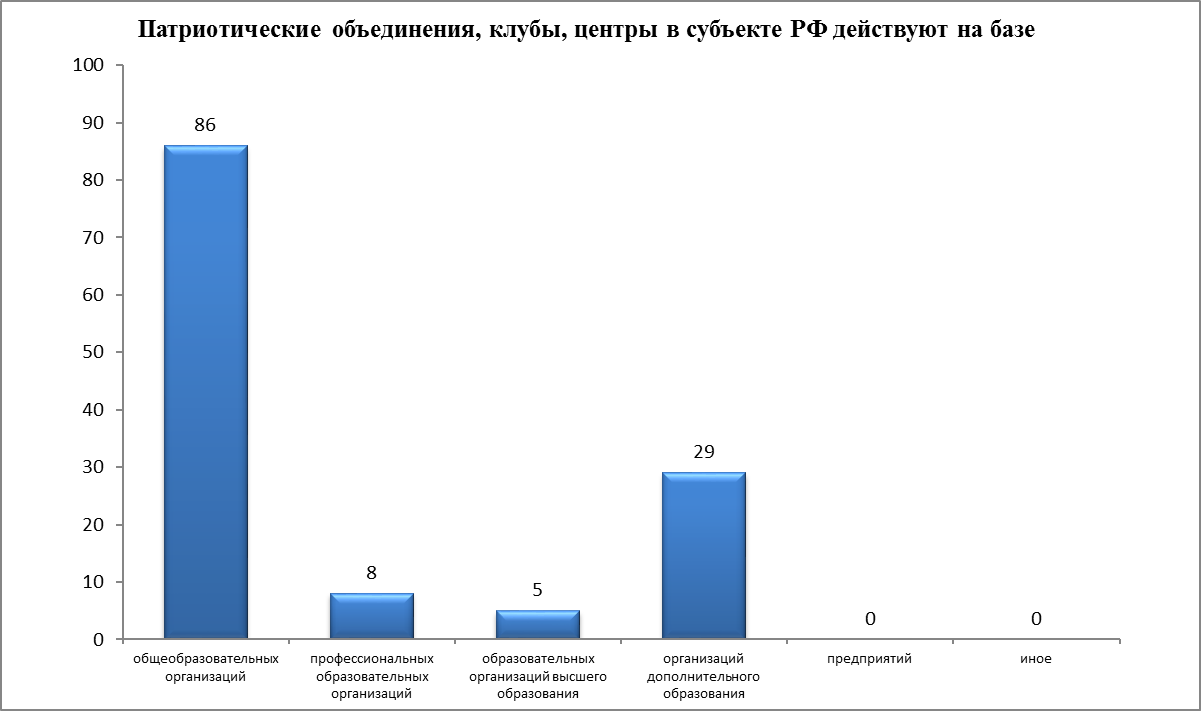 Патриотические объединения, клубы, центры в субъекте РФ действуют на базе
100
90
80
70
60
50
40
30
20
10
0
86
8
5
29
0
0
общеобразовательных
организаций
профессиональных
образовательных
организаций
образовательных
организаций высшего
образования
организаций
дополнительного
образования
предприятий
иное